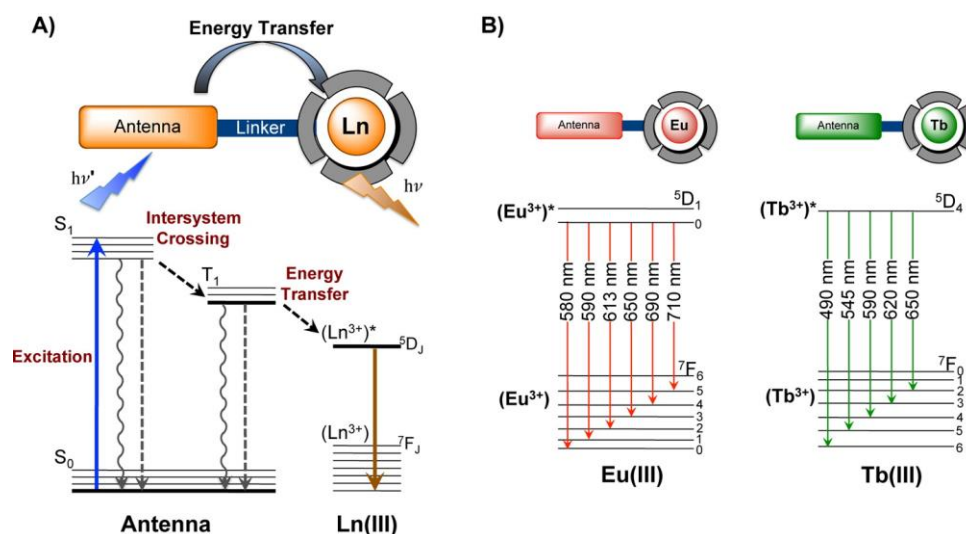 A)
Energy Transfer
Antenna
Linker
Ln
hν'
hν
S1
Intersystem
Crossing
T1
Energy
Transfer
(Ln³⁺)*
⁵DJ
Excitation
(Ln³⁺)
⁷FJ
S0
Antenna
Ln(III)
B)
Antenna
Eu
(Eu³⁺)*
⁵D1
0
580 nm
590 nm
613 nm
650 nm
690 nm
710 nm
⁷F6
5
4
3
2
1
0
(Eu³⁺)
Eu(III)
Antenna
Tb
(Tb³⁺)*
⁵D4
490 nm
545 nm
590 nm
620 nm
650 nm
⁷F0
1
2
3
4
5
6
(Tb³⁺)
Tb(III)